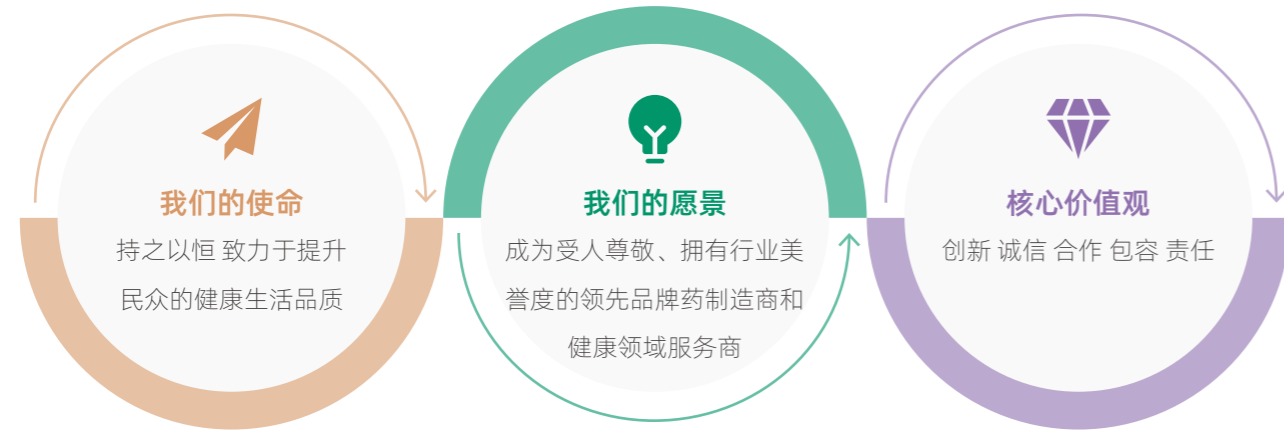 我们的使命
持之以恒 致力于提升
民众的健康生活品质
我们的愿景
成为受人尊敬、拥有行业美
誉度的领先品牌药制造商和
健康领域服务商
核心价值观
创新 诚信 合作 包容 责任